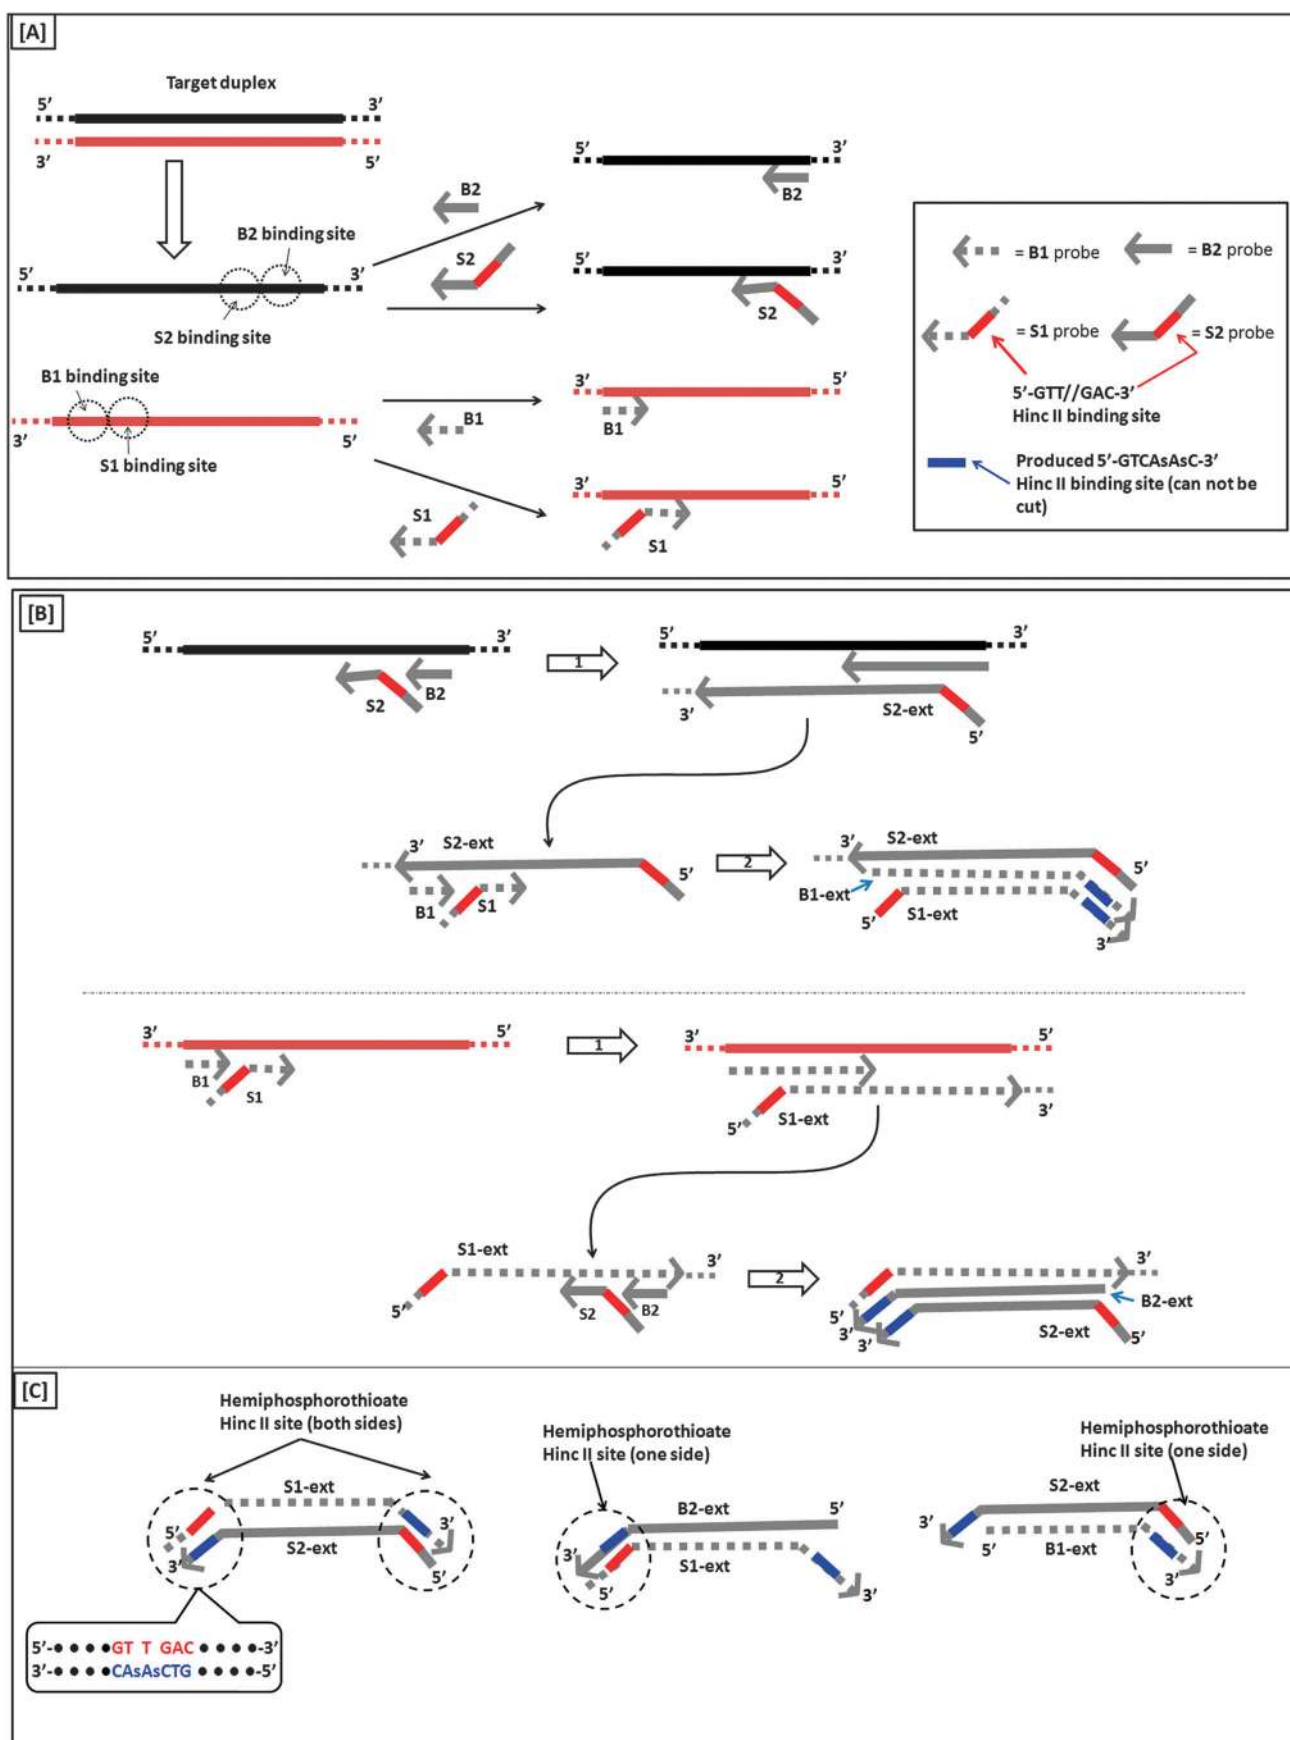 [A]
Target duplex
5’ 3’
3’ 5’
B2 binding site
5’ 3’
S2 binding site
B1 binding site
3’ 5’
S1 binding site
B2
S2
B1
S1
5’ 3’
B2
5’ 3’
S2
3’ 5’
B1
3’ 5’
S1
= B1 probe
= B2 probe
= S1 probe
= S2 probe
5’-GTT//GAC-3’
Hinc II binding site
Produced 5’-GTCAsAsC-3’
Hinc II binding site (can not be
cut)
[B]
5’ 3’
S2 B2
1
5’ 3’
S2-ext
3’ 5’
3’ S2-ext
5’
B1 S1
2
3’ S2-ext
5’
B1-ext
S1-ext
5’
3’
3’ 5’
B1
S1
1
3’ 5’
S1-ext
5’ 3’
S1-ext 3’
5’ S2 B2
2
3’
B2-ext
5’
3’
3’
S2-ext 5’
[C]
Hemiphosphorothioate
Hinc II site (both sides)
S1-ext
5’ 3’
3’ S2-ext
5’
5’-••••GT T GAC••••-3’
3’-••••CAsAsCTG••••-5’
Hemiphosphorothioate
Hinc II site (one side)
B2-ext 5’
3’
5’ S1-ext
3’
Hemiphosphorothioate
Hinc II site (one side)
S2-ext
3’ 5’
5’ B1-ext
3’